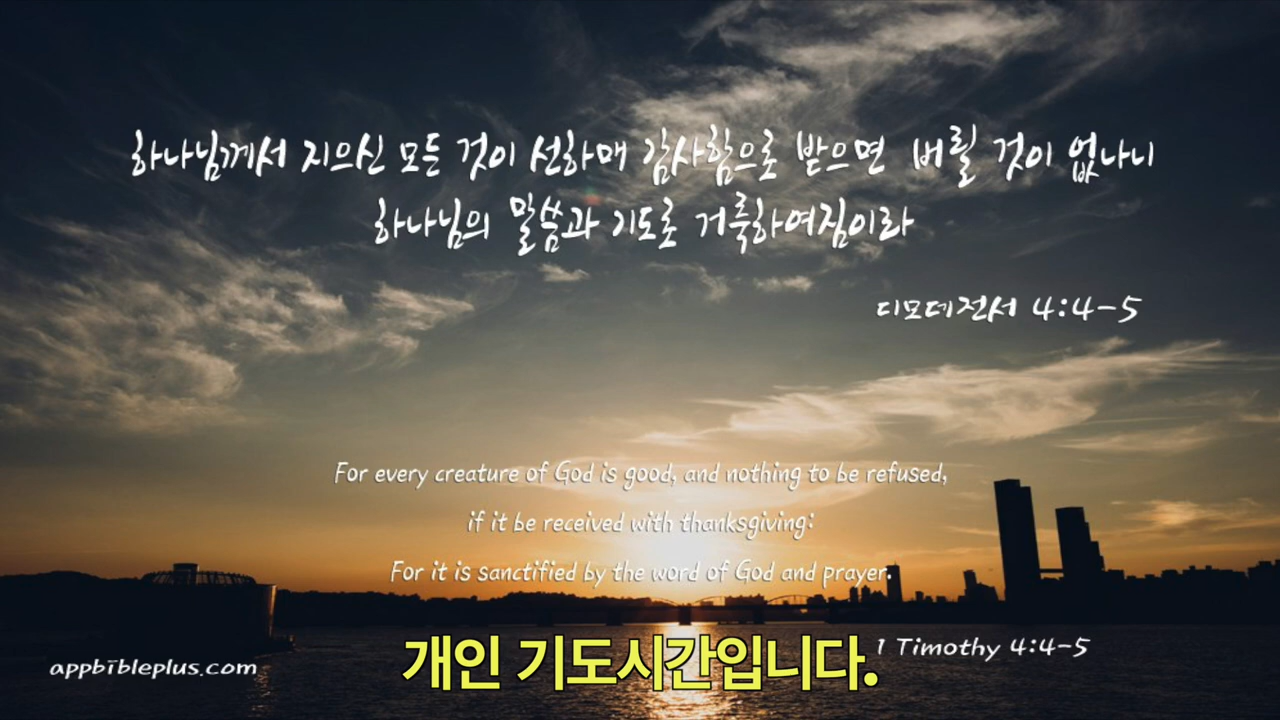 하나님께서 지으신 모든 것이 선하매 감사함으로 받으면 버릴 것이 없나니
하나님의 말씀과 기도로 거룩하여짐이라
디모데전서 4:4-5
For every creature of God is good, and nothing to be refused,
if it be received with thanksgiving:
For it is sanctified by the word of God and prayer.
1 Timothy 4:4-5
appbibleplus.com
개인 기도시간입니다.